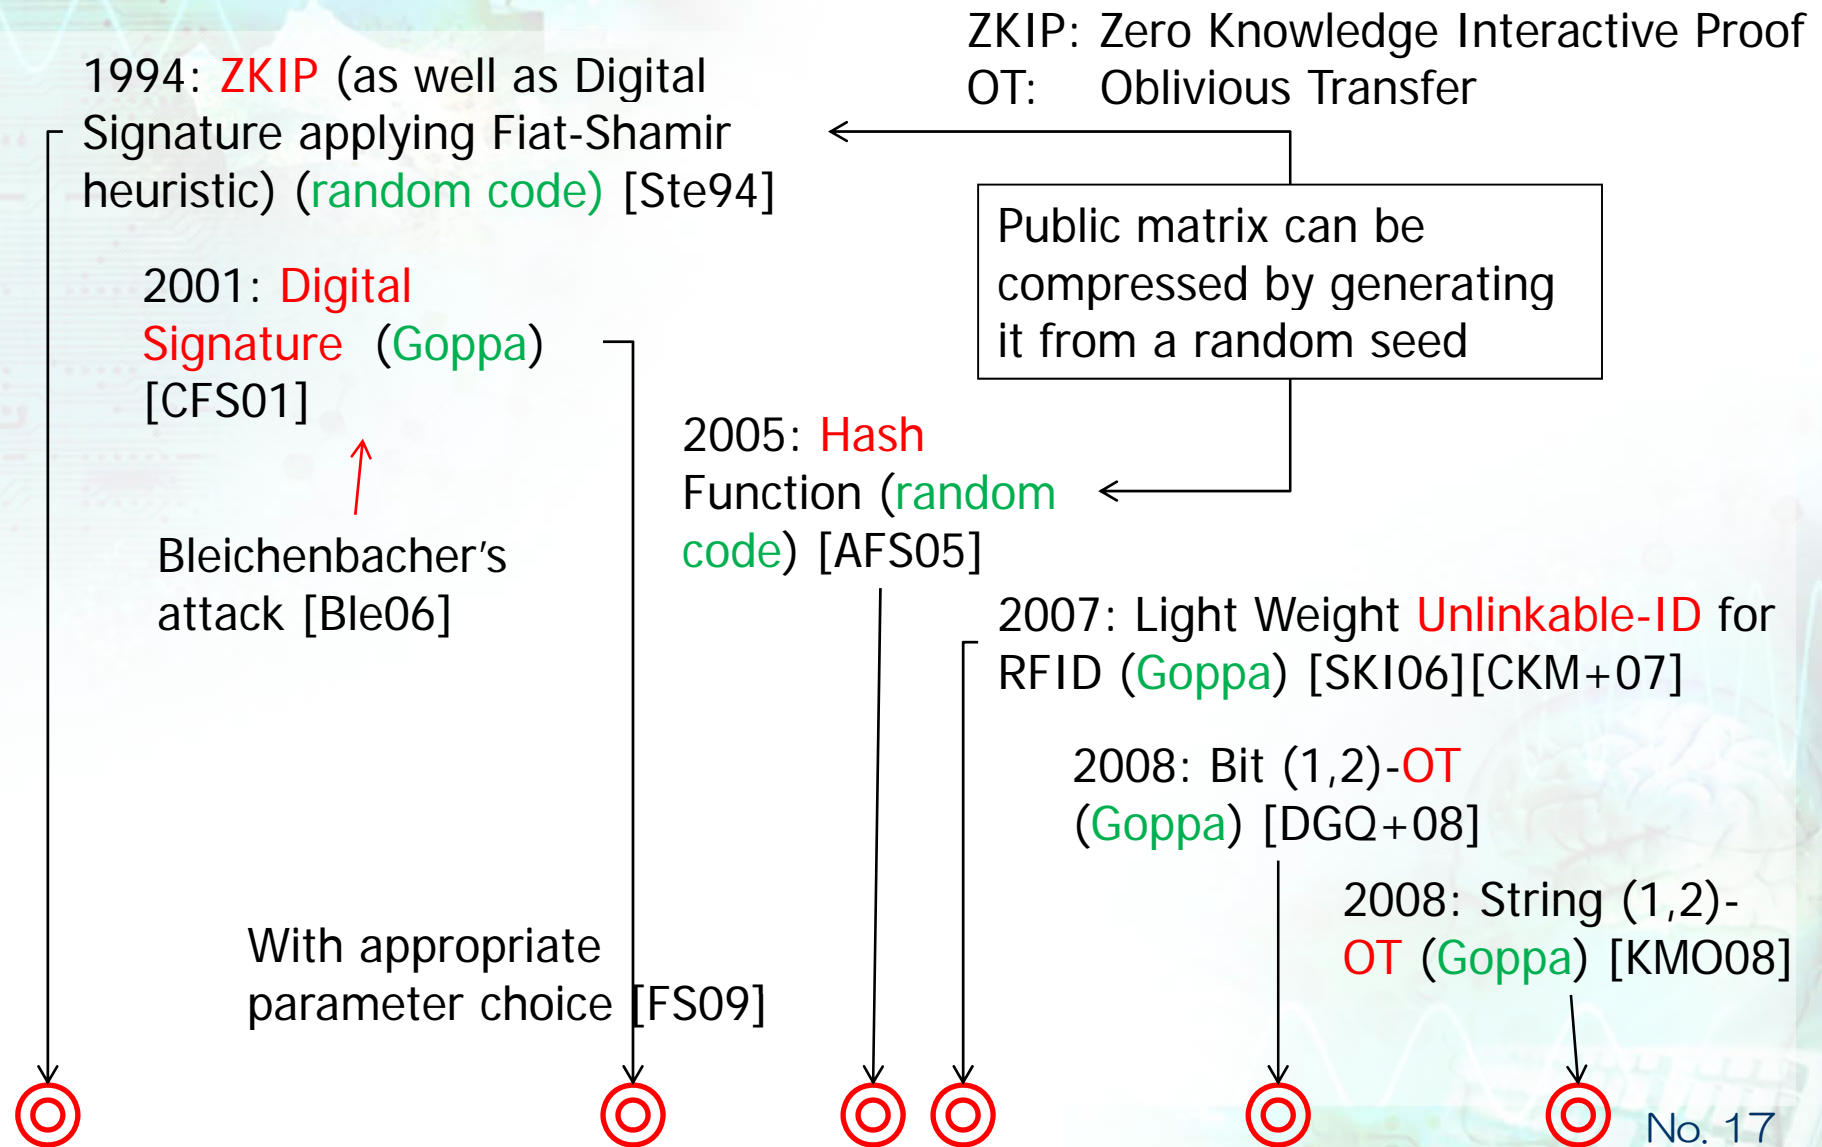 ZKIP: Zero Knowledge Interactive Proof
OT: Oblivious Transfer
1994: ZKIP (as well as Digital
Signature applying Fiat-Shamir
heuristic) (random code) [Ste94]
Public matrix can be
compressed by generating
it from a random seed
2001: Digital
Signature (Goppa)
[CFS01]
2005: Hash
Function (random
code) [AFS05]
Bleichenbacher's
attack [Ble06]
2007: Light Weight Unlinkable-ID for
RFID (Goppa) [SKI06][CKM+07]
2008: Bit (1,2)-OT
(Goppa) [DGQ+08]
2008: String (1,2)-
OT (Goppa) [KMO08]
With appropriate
parameter choice [FS09]
No. 17